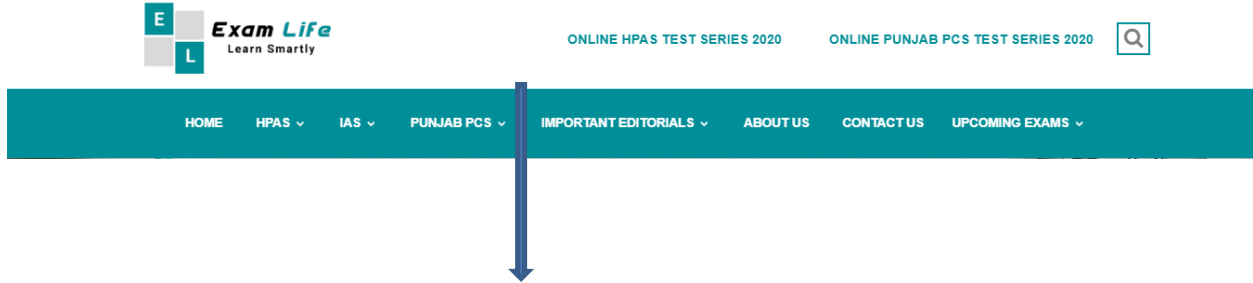 E
L
Exam Life
Learn Smartly
ONLINE HPAS TEST SERIES 2020 ONLINE PUNJAB PCS TEST SERIES 2020
HOME HPAS IAS PUNJAB PCS IMPORTANT EDITORIALS ABOUT US CONTACT US UPCOMING EXAMS